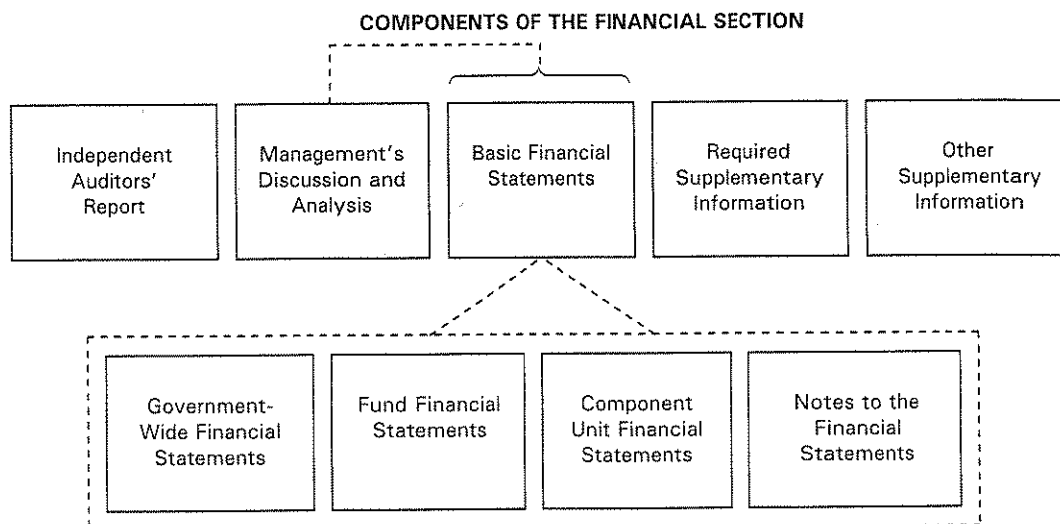 COMPONENTS OF THE FINANCIAL SECTION
Independent
Auditors'
Report
Management's
Discussion and
Analysis
Basic Financial
Statements
Required
Supplementary
Information
Other
Supplementary
Information
Government-
Wide Financial
Statements
Fund Financial
Statements
Component
Unit Financial
Statements
Notes to the
Financial
Statements